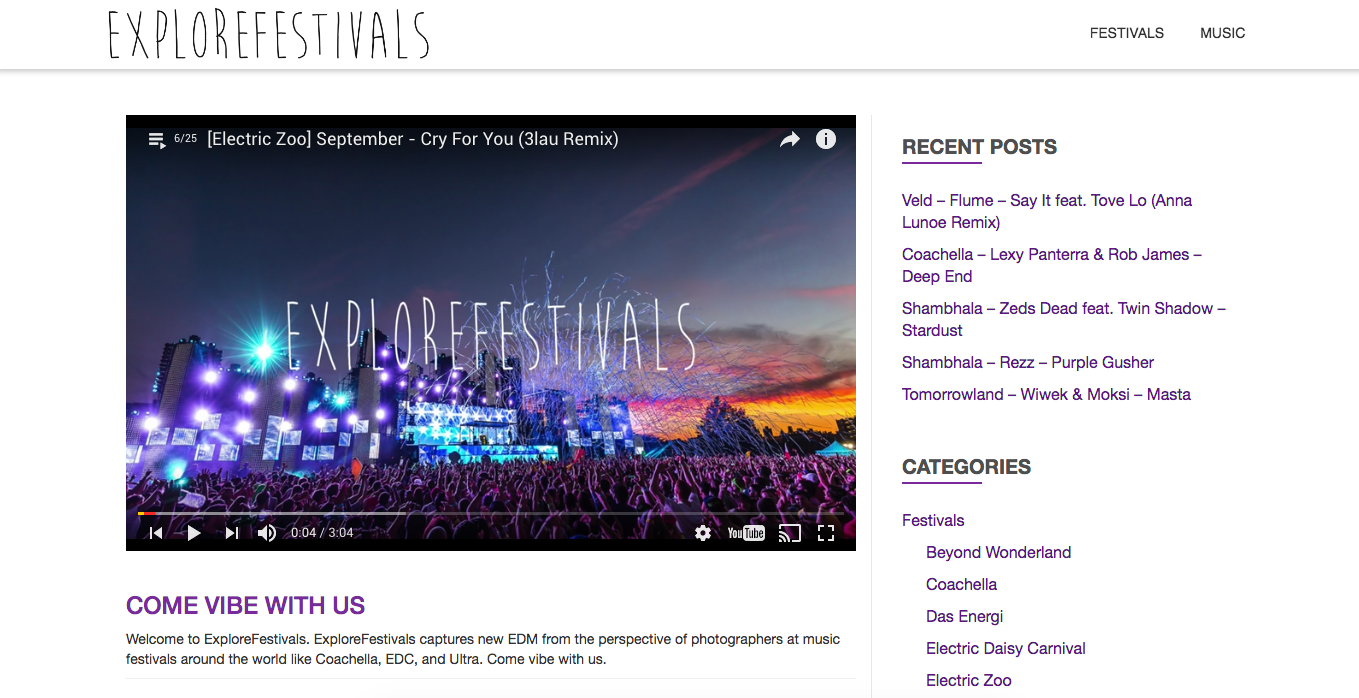 EXPLOREFESTIVALS
FESTIVALS
MUSIC
6/25
[Electric Zoo] September - Cry For You (3lau Remix)
EXPLOREFESTIVALS
0:04 / 3:04
YouTube
COME VIBE WITH US
Welcome to ExploreFestivals. ExploreFestivals captures new EDM from the perspective of photographers at music
festivals around the world like Coachella, EDC, and Ultra. Come vibe with us.
RECENT POSTS
Veld – Flume – Say It feat. Tove Lo (Anna
Lunoe Remix)
Coachella – Lexy Panterra & Rob James –
Deep End
Shambhala – Zeds Dead feat. Twin Shadow –
Stardust
Shambhala – Rezz – Purple Gusher
Tomorrowland – Wiwek & Moksi – Masta
CATEGORIES
Festivals
Beyond Wonderland
Coachella
Das Energi
Electric Daisy Carnival
Electric Zoo